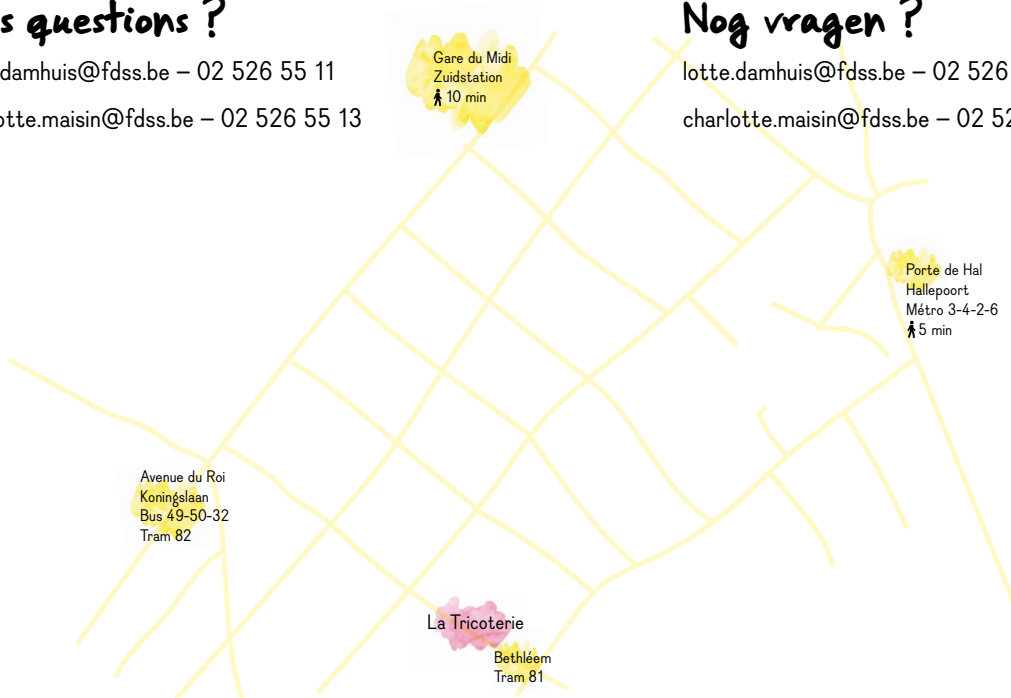 s questions ?
damhuis@fdss.be – 02 526 55 11
otte.maisin@fdss.be – 02 526 55 13
Nog vragen ?
lotte.damhuis@fdss.be – 02 526
charlotte.maisin@fdss.be – 02 52
Gare du Midi
Zuidstation
10 min
Porte de Hal
Hallepoort
Métro 3-4-2-6
5 min
Avenue du Roi
Koningslaan
Bus 49-50-32
Tram 82
La Tricoterie
Bethléem
Tram 81